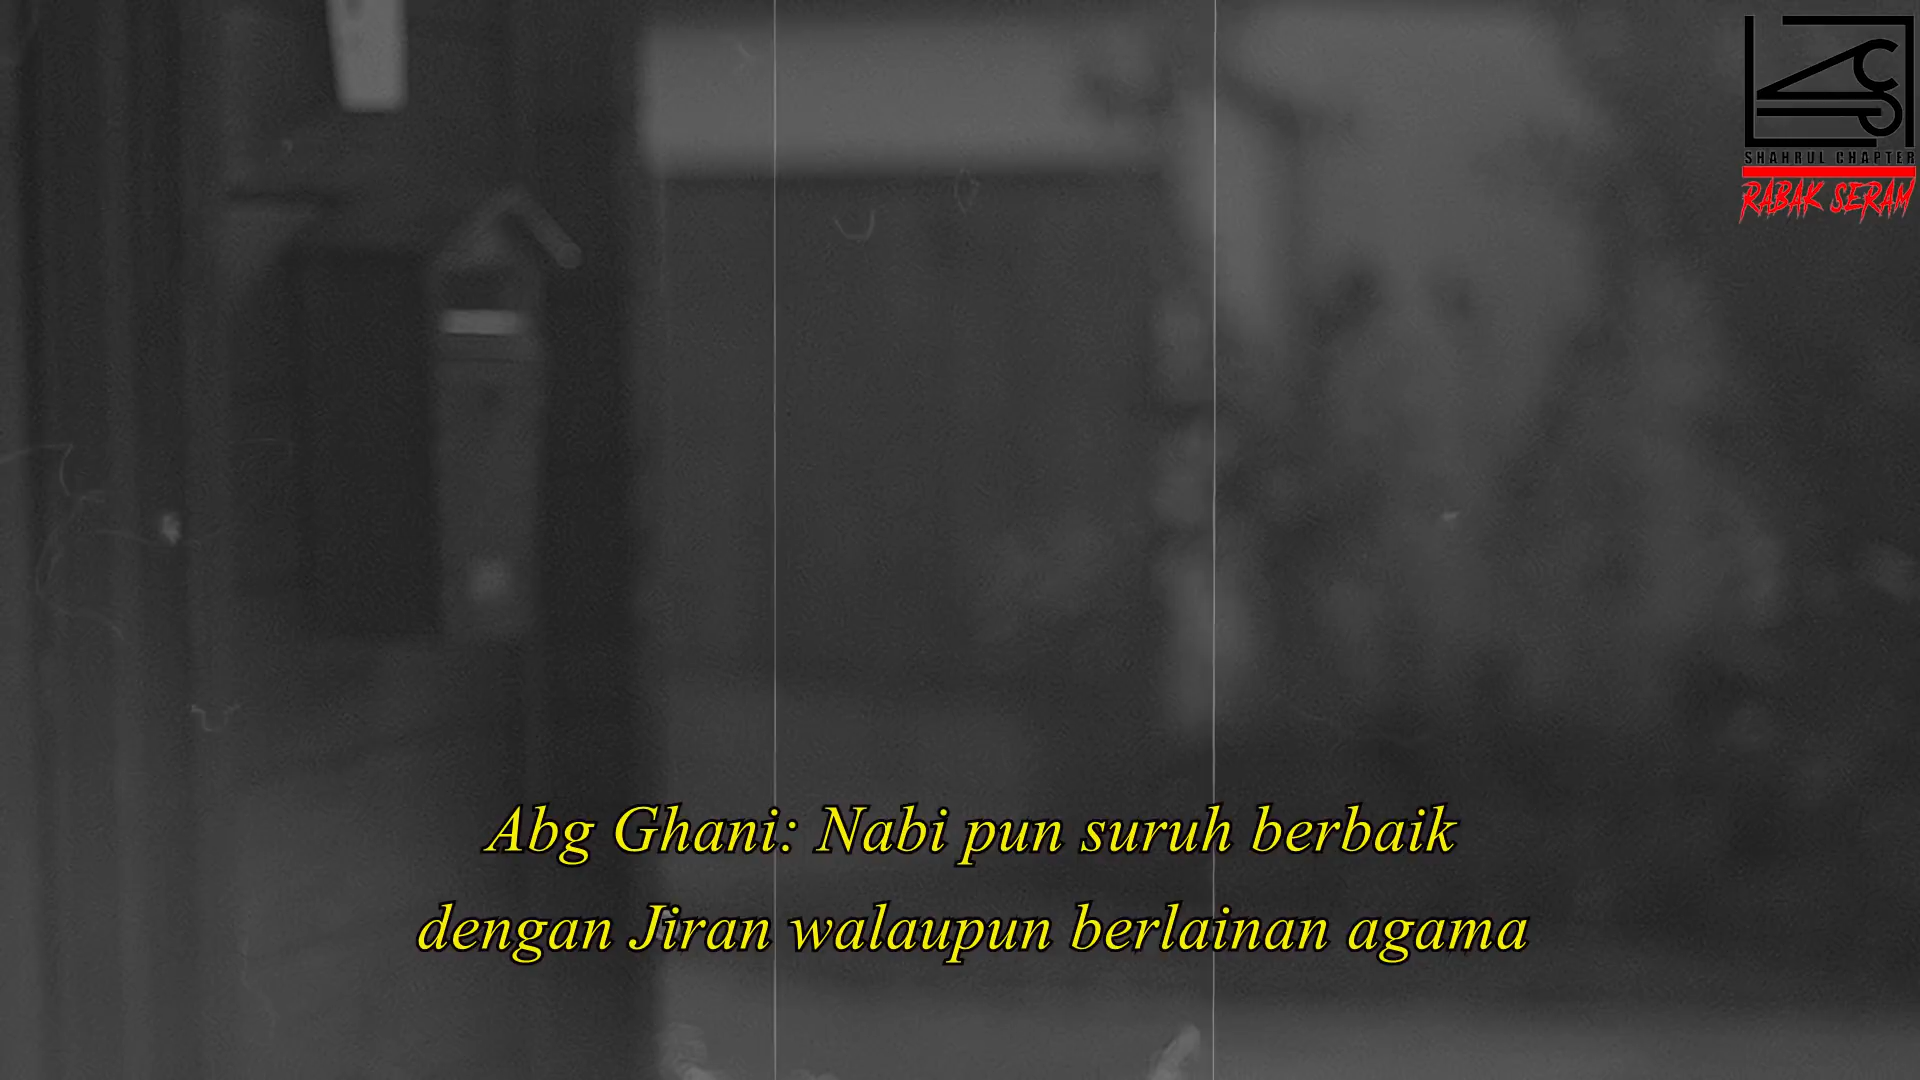 SHAHRUL CHAPTER
RABAK SERAM
Abg Ghani: Nabi pun suruh berbaik
dengan Jiran walaupun berlainan agama